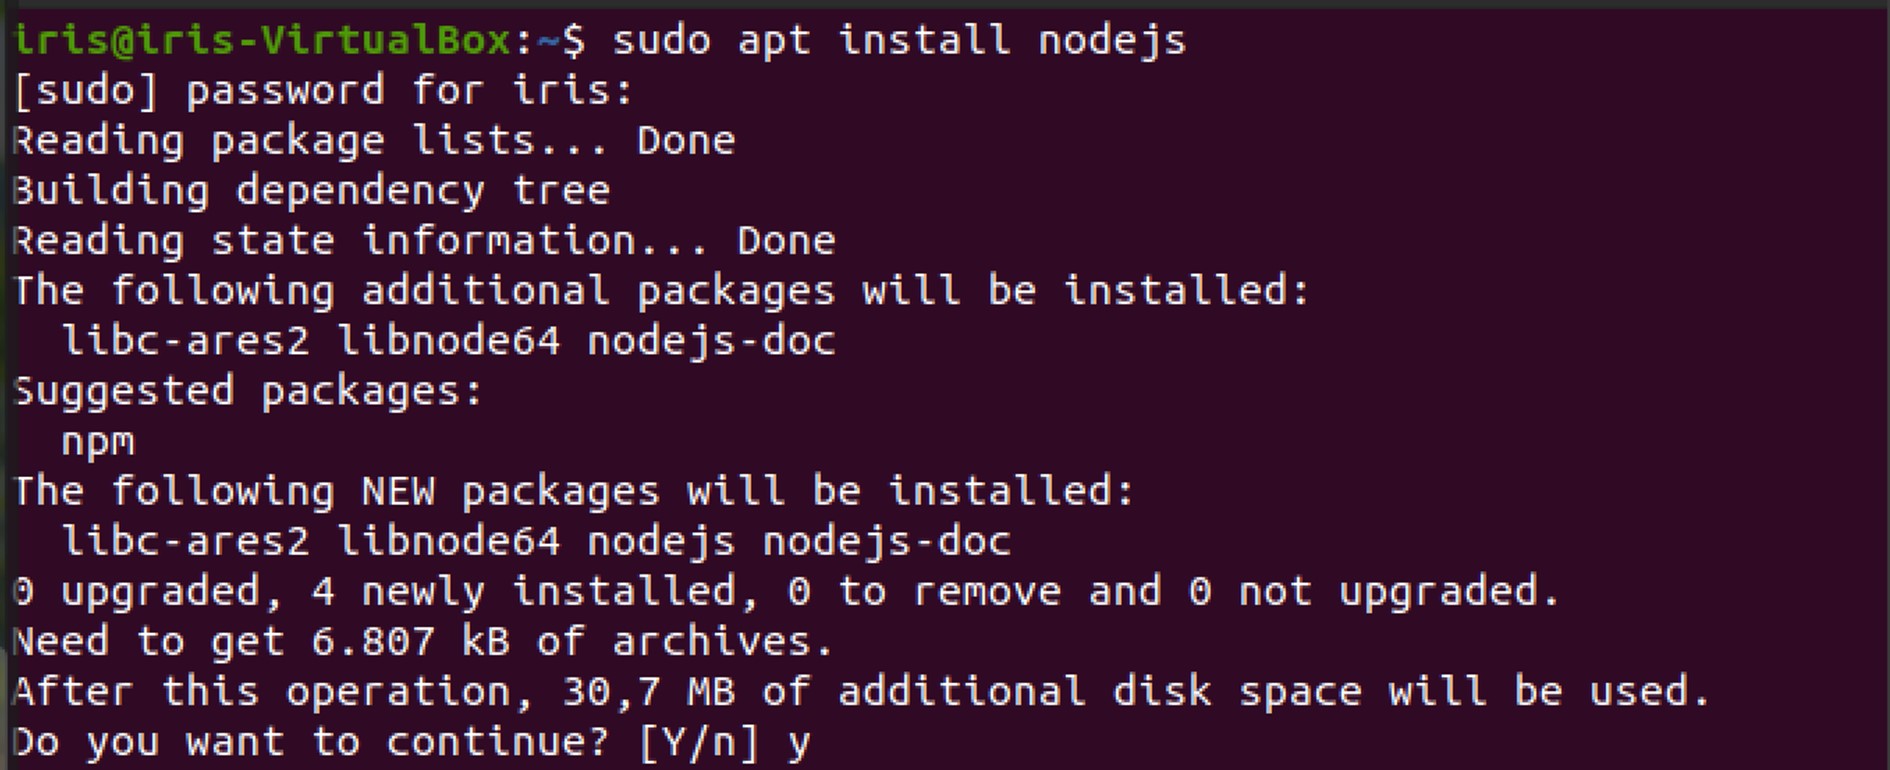 iris@iris-VirtualBox:~$ sudo apt install nodejs
[sudo] password for iris:
Reading package lists... Done
Building dependency tree
Reading state information... Done
The following additional packages will be installed:
  libc-ares2 libnode64 nodejs-doc
Suggested packages:
  npm
The following NEW packages will be installed:
  libc-ares2 libnode64 nodejs nodejs-doc
0 upgraded, 4 newly installed, 0 to remove and 0 not upgraded.
Need to get 6.807 kB of archives.
After this operation, 30,7 MB of additional disk space will be used.
Do you want to continue? [Y/n] y